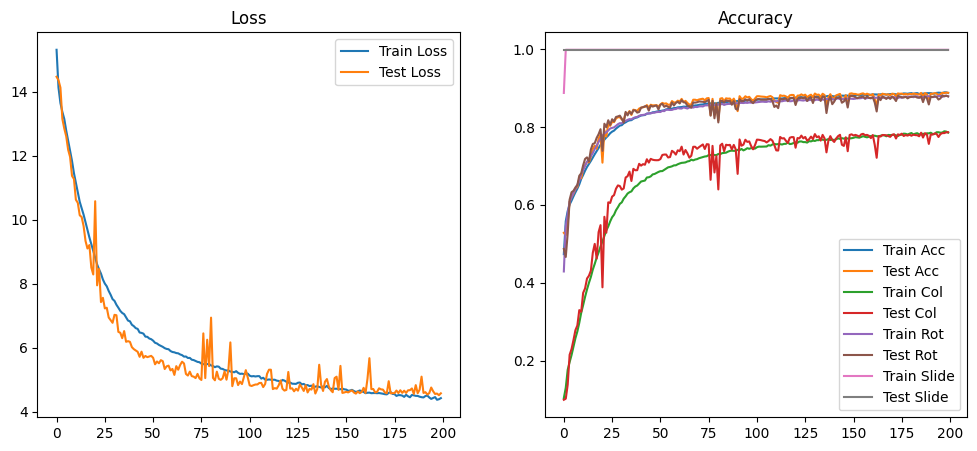 Loss
14
12
10
8
6
4
0
25
50
75
100
125
150
175
200
Train Loss
Test Loss
Accuracy
1.0
0.8
0.6
0.4
0.2
0
25
50
75
100
125
150
175
200
Train Acc
Test Acc
Train Col
Test Col
Train Rot
Test Rot
Train Slide
Test Slide